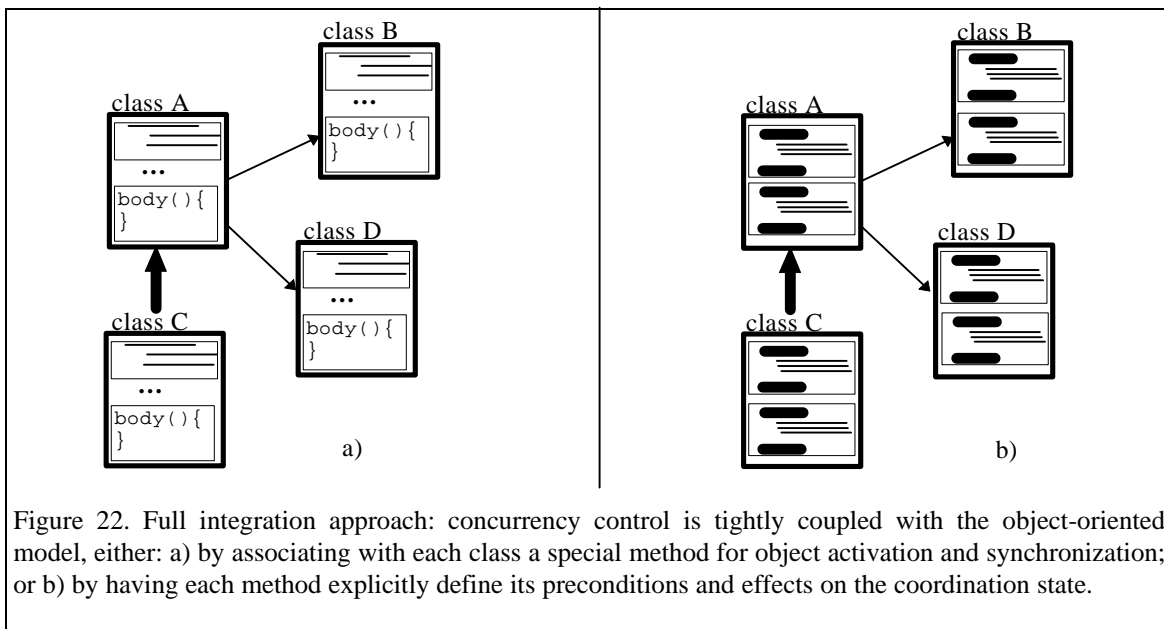 class B
•••
body(){
}
class A
•••
body(){
}
class D
•••
body(){
}
class C
•••
body(){
}
a)
class B
class A
class D
class C
b)
Figure 22. Full integration approach: concurrency control is tightly coupled with the object-oriented
model, either: a) by associating with each class a special method for object activation and synchronization;
or b) by having each method explicitly define its preconditions and effects on the coordination state.